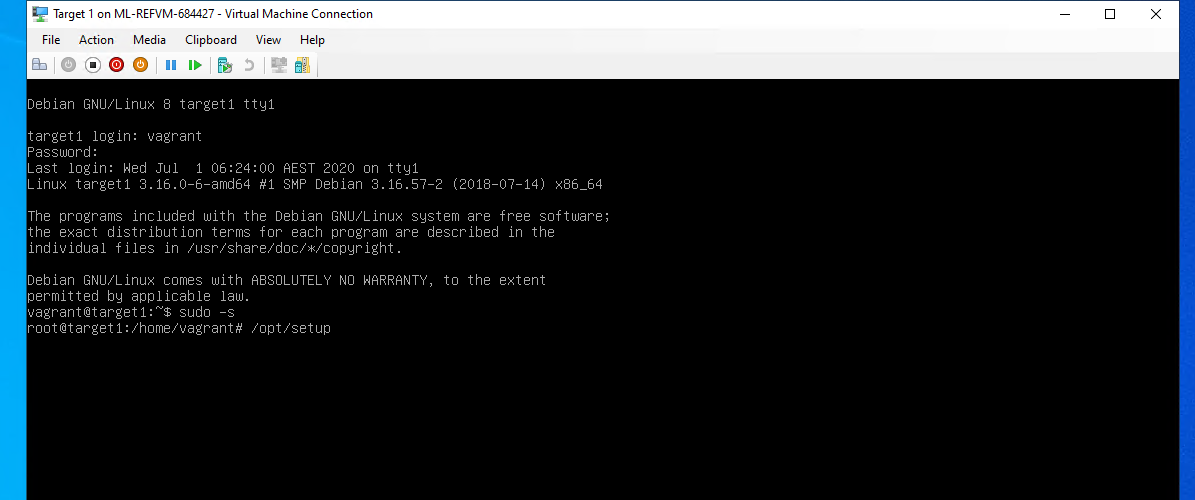 Target 1 on ML-REFVM-684427 - Virtual Machine Connection
File Action Media Clipboard View Help
Debian GNU/Linux 8 target1 tty1
target1 login: vagrant
Password:
Last login: Wed Jul  1 06:24:00 AEST 2020 on tty1
Linux target1 3.16.0-6-amd64 #1 SMP Debian 3.16.57-2 (2018-07-14) x86_64
The programs included with the Debian GNU/Linux system are free software;
the exact distribution terms for each program are described in the
individual files in /usr/share/doc/*/copyright.
Debian GNU/Linux comes with ABSOLUTELY NO WARRANTY, to the extent
permitted by applicable law.
vagrant@target1:~$ sudo -s
root@target1:/home/vagrant# /opt/setup